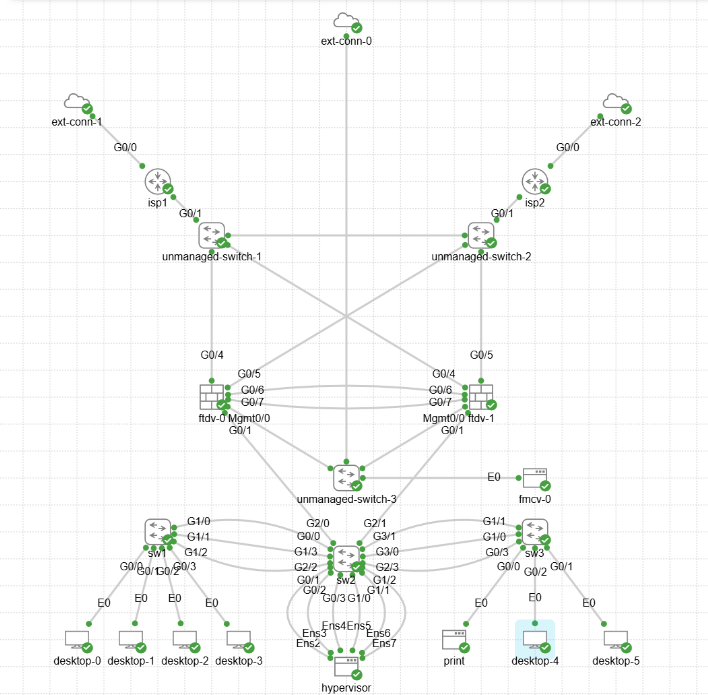 ext-conn-0
ext-conn-1
ext-conn-2
G0/0
G0/0
isp1
isp2
G0/1
G0/1
unmanaged-switch-1
unmanaged-switch-2
G0/4
G0/5
G0/5
G0/4
G0/6
G0/6
G0/7
G0/7
ftdv-0 Mgmt0/0
Mgmt0/0 ftdv-1
G0/1
G0/1
E0
unmanaged-switch-3
fmcv-0
G1/0
G2/0
G2/1
G1/1
G1/1
G0/0
G3/1
G1/0
sw1
G1/2
G1/3
G3/0
G0/3
sw3
G0/0
G0/1
G0/2
G0/3
G2/2
sw2
G2/3
G0/0
G0/2
G0/1
G0/1
G1/2
G0/2
G1/1
G0/3 G1/0
E0
E0
E0
E0
E0
E0
E0
Ens4
Ens5
Ens3
Ens6
Ens2
Ens7
desktop-0
desktop-1
desktop-2
desktop-3
print
desktop-4
desktop-5
hypervisor